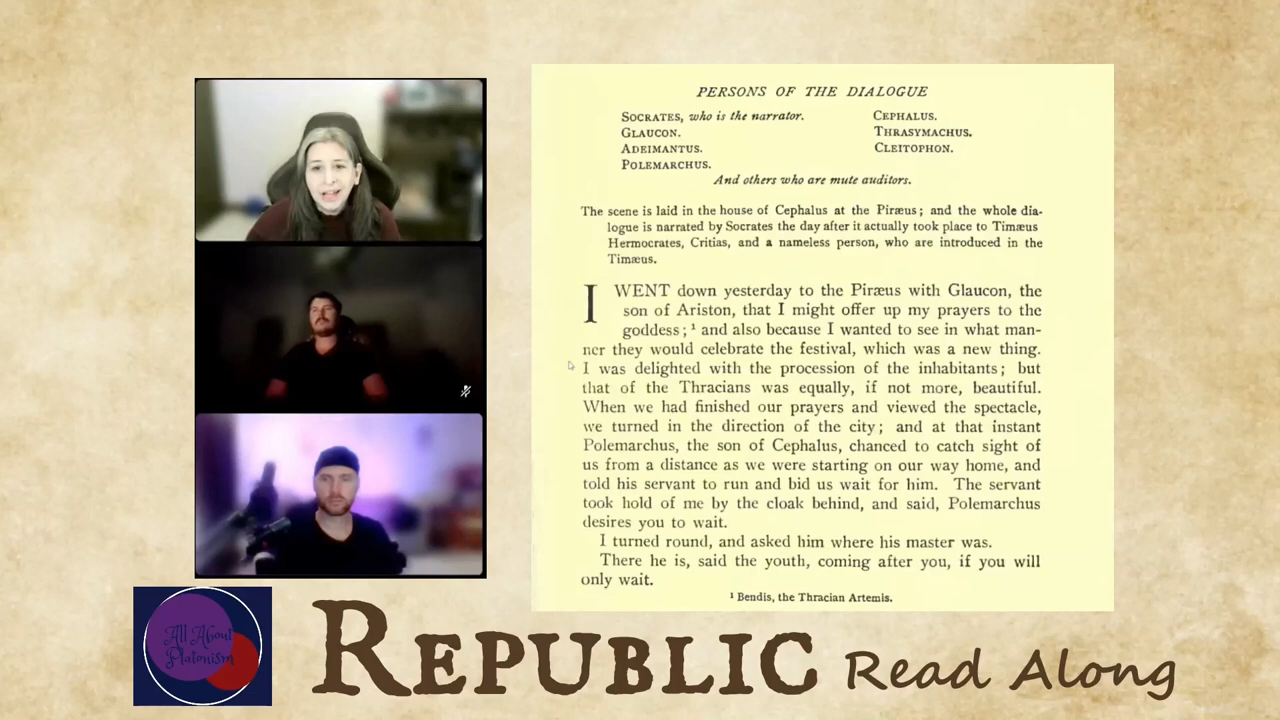 PERSONS OF THE DIALOGUE
SOCRATES, who is the narrator.
GLAUCON.
ADEIMANTUS.
POLEMARCHUS.
CEPHALUS.
THRASYMACHUS.
CLEITOPHON.
And others who are mute auditors.
The scene is laid in the house of Cephalus at the Piræus; and the whole dia-
logue is narrated by Socrates the day after it actually took place to Timæus
Hermocrates, Critias, and a nameless person, who are introduced in the
Timæus.
I WENT down yesterday to the Piræus with Glaucon, the
son of Ariston, that I might offer up my prayers to the
goddess; ¹ and also because I wanted to see in what man-
ner they would celebrate the festival, which was a new thing.
I was delighted with the procession of the inhabitants; but
that of the Thracians was equally, if not more, beautiful.
When we had finished our prayers and viewed the spectacle,
we turned in the direction of the city; and at that instant
Polemarchus, the son of Cephalus, chanced to catch sight of
us from a distance as we were starting on our way home, and
told his servant to run and bid us wait for him. The servant
took hold of me by the cloak behind, and said, Polemarchus
desires you to wait.
I turned round, and asked him where his master was.
There he is, said the youth, coming after you, if you will
only wait.
¹ Bendis, the Thracian Artemis.
All About
Platonism
REPUBLIC Read Along